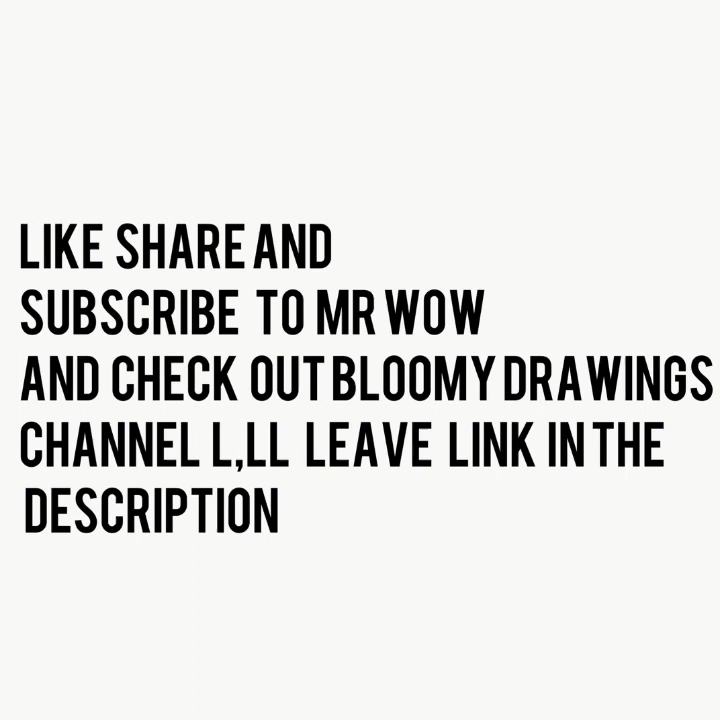 LIKE SHARE AND
SUBSCRIBE TO MR WOW
AND CHECK OUT BLOOMY DRAWINGS
CHANNEL L,LL LEAVE LINK IN THE
DESCRIPTION